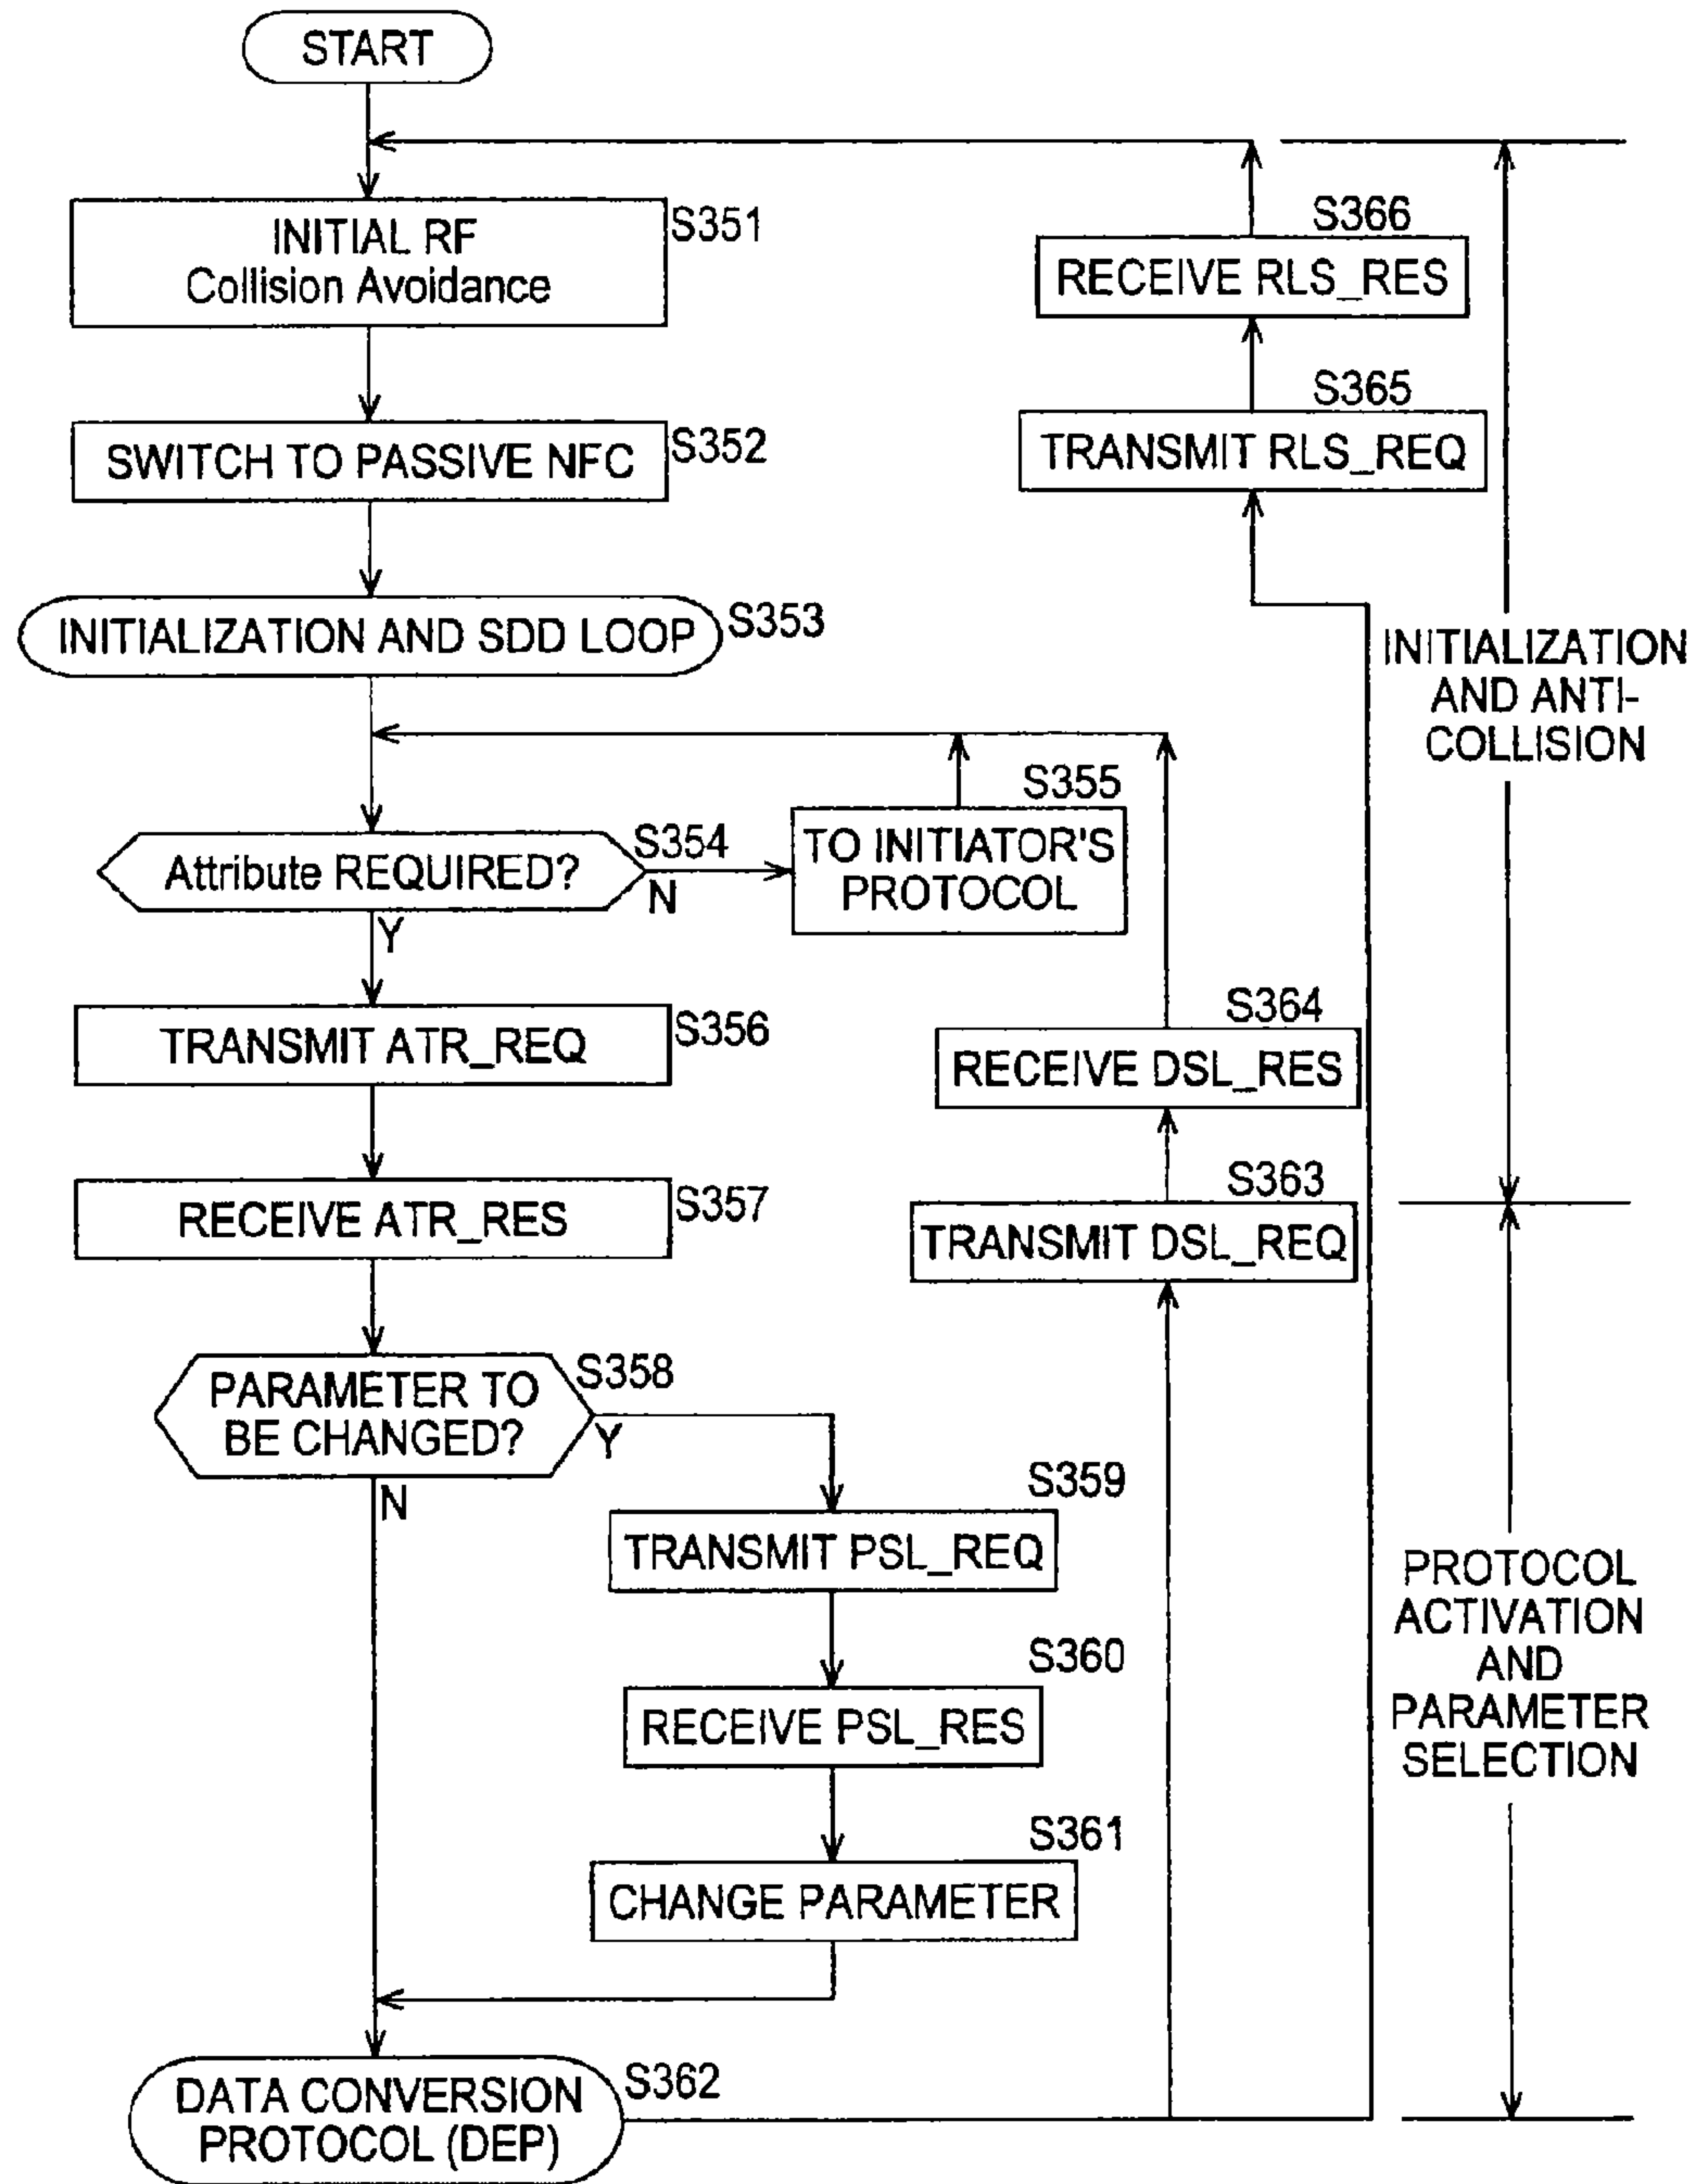 START
INITIAL RF
Collision Avoidance
S351
SWITCH TO PASSIVE NFC
S352
INITIALIZATION AND SDD LOOP
S353
Attribute REQUIRED?
S354
N
Y
TO INITIATOR'S
PROTOCOL
S355
TRANSMIT ATR_REQ
S356
RECEIVE ATR_RES
S357
PARAMETER TO
BE CHANGED?
S358
Y
N
S359
TRANSMIT PSL_REQ
S360
RECEIVE PSL_RES
S361
CHANGE PARAMETER
DATA CONVERSION
PROTOCOL (DEP)
S362
S363
TRANSMIT DSL_REQ
S364
RECEIVE DSL_RES
S365
TRANSMIT RLS_REQ
S366
RECEIVE RLS_RES
INITIALIZATION
AND ANTI-
COLLISION
PROTOCOL
ACTIVATION
AND
PARAMETER
SELECTION